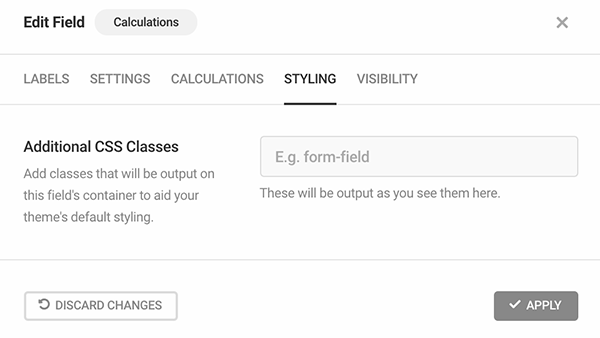 Edit Field Calculations
LABELS SETTINGS CALCULATIONS STYLING VISIBILITY
Additional CSS Classes
Add classes that will be output on
this field's container to aid your
theme's default styling.
E.g. form-field
These will be output as you see them here.
DISCARD CHANGES
APPLY